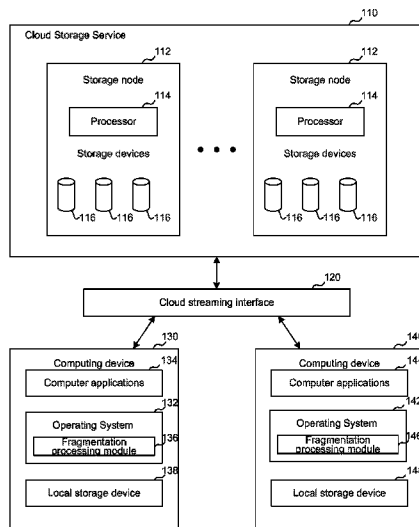 110
Cloud Storage Service
112
112
Storage node
Storage node
114
114
Processor
Processor
Storage devices
Storage devices
116 116 116
116 116 116
120
Cloud streaming interface
130
Computing device
134
Computer applications
132
Operating System
Fragmentation processing module
136
138
Local storage device
Computing device
Computer applications
142
Operating System
Fragmentation processing module
146
Local storage device